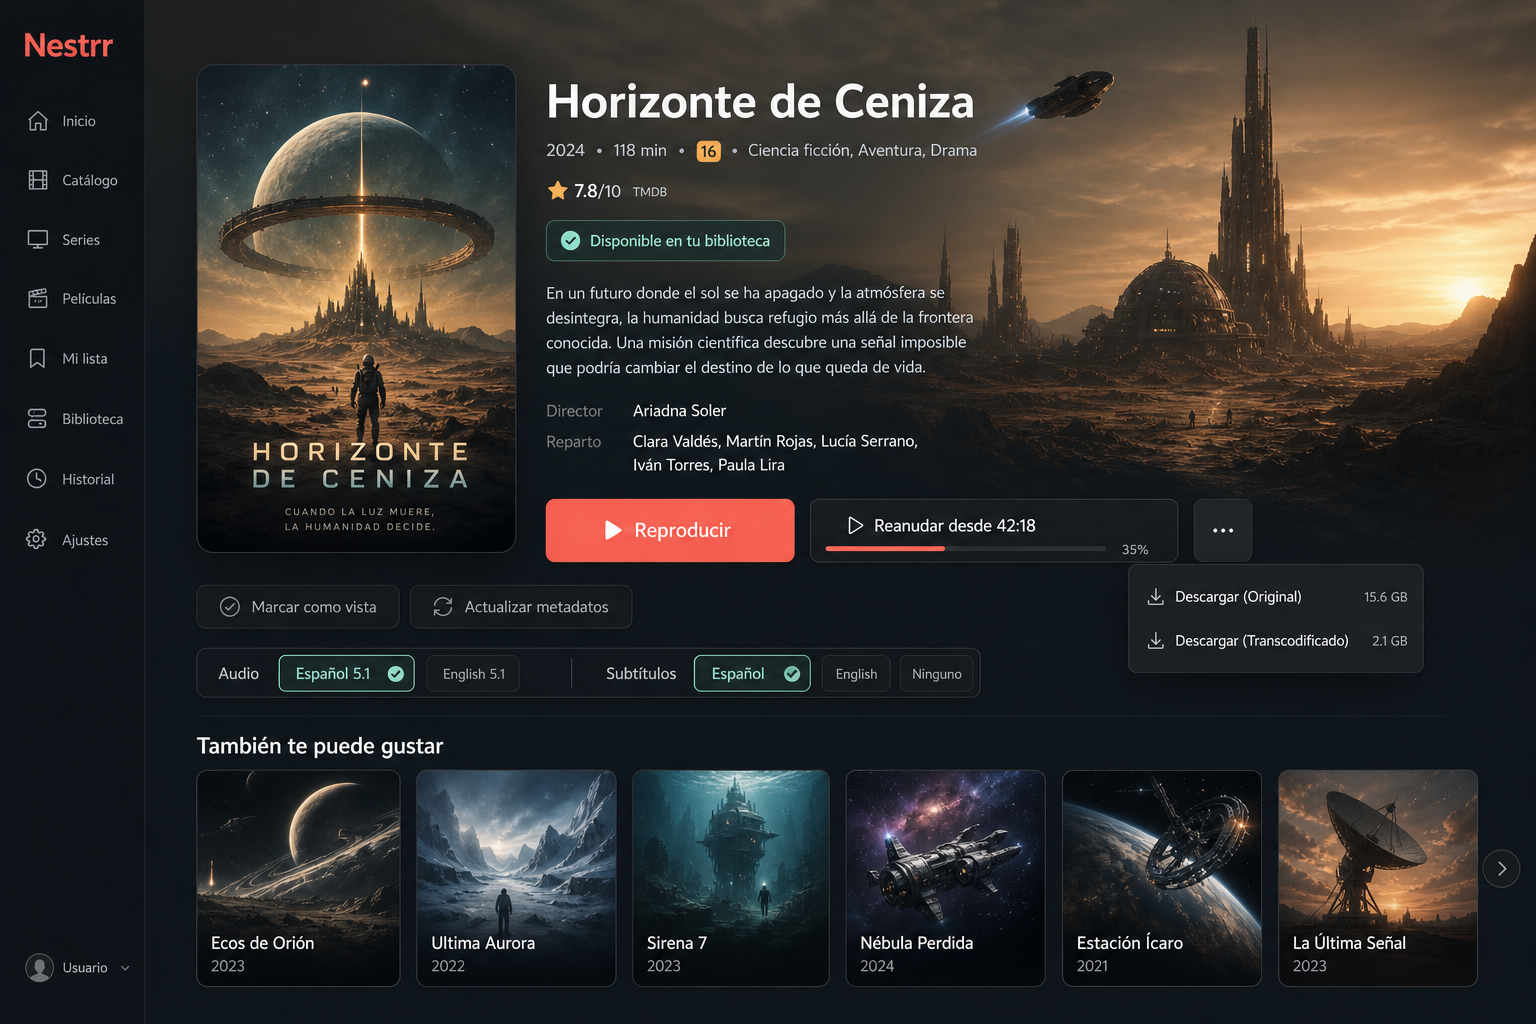 Nestrr
Inicio
Catálogo
Series
Películas
Mi lista
Biblioteca
Historial
Ajustes
Usuario
HORIZONTE
DE CENIZA
CUANDO LA LUZ MUERE,
LA HUMANIDAD DECIDE.
Horizonte de Ceniza
2024 • 118 min • 16 • Ciencia ficción, Aventura, Drama
7.8/10 TMDB
Disponible en tu biblioteca
En un futuro donde el sol se ha apagado y la atmósfera se
desintegra, la humanidad busca refugio más allá de la frontera
conocida. Una misión científica descubre una señal imposible
que podría cambiar el destino de lo que queda de vida.
Director Ariadna Soler
Reparto Clara Valdés, Martín Rojas, Lucía Serrano,
Iván Torres, Paula Lira
Reproducir
Reanudar desde 42:18
35%
Descargar (Original) 15.6 GB
Descargar (Transcodificado) 2.1 GB
Marcar como vista
Actualizar metadatos
Audio Español 5.1 English 5.1 Subtítulos Español English Ninguno
También te puede gustar
Ecos de Orión
2023
Ultima Aurora
2022
Sirena 7
2023
Nébula Perdida
2024
Estación Ícaro
2021
La Última Señal
2023